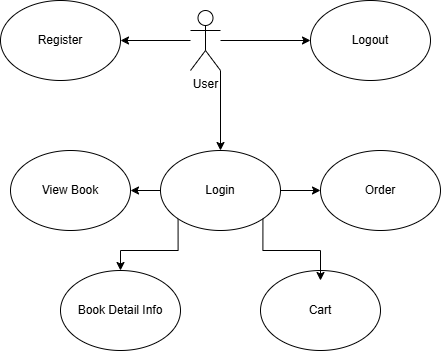 Register
Logout
User
View Book
Login
Order
Book Detail Info
Cart